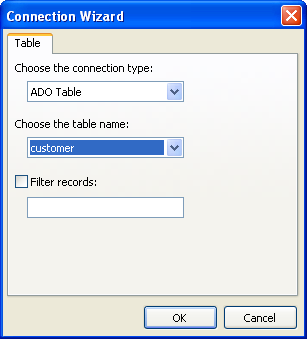 Connection Wizard
Table
Choose the connection type:
ADO Table
Choose the table name:
customer
Filter records:
OK Cancel